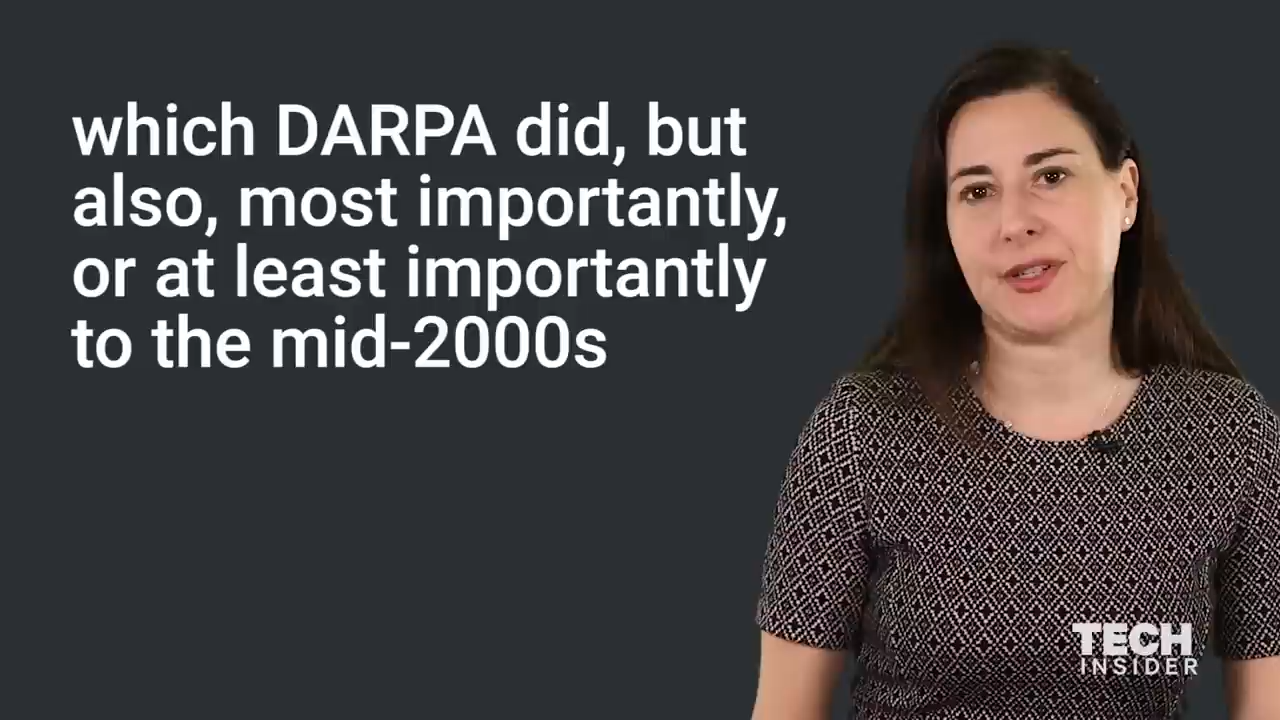 which DARPA did, but
also, most importantly,
or at least importantly
to the mid-2000s
TECH
INSIDER